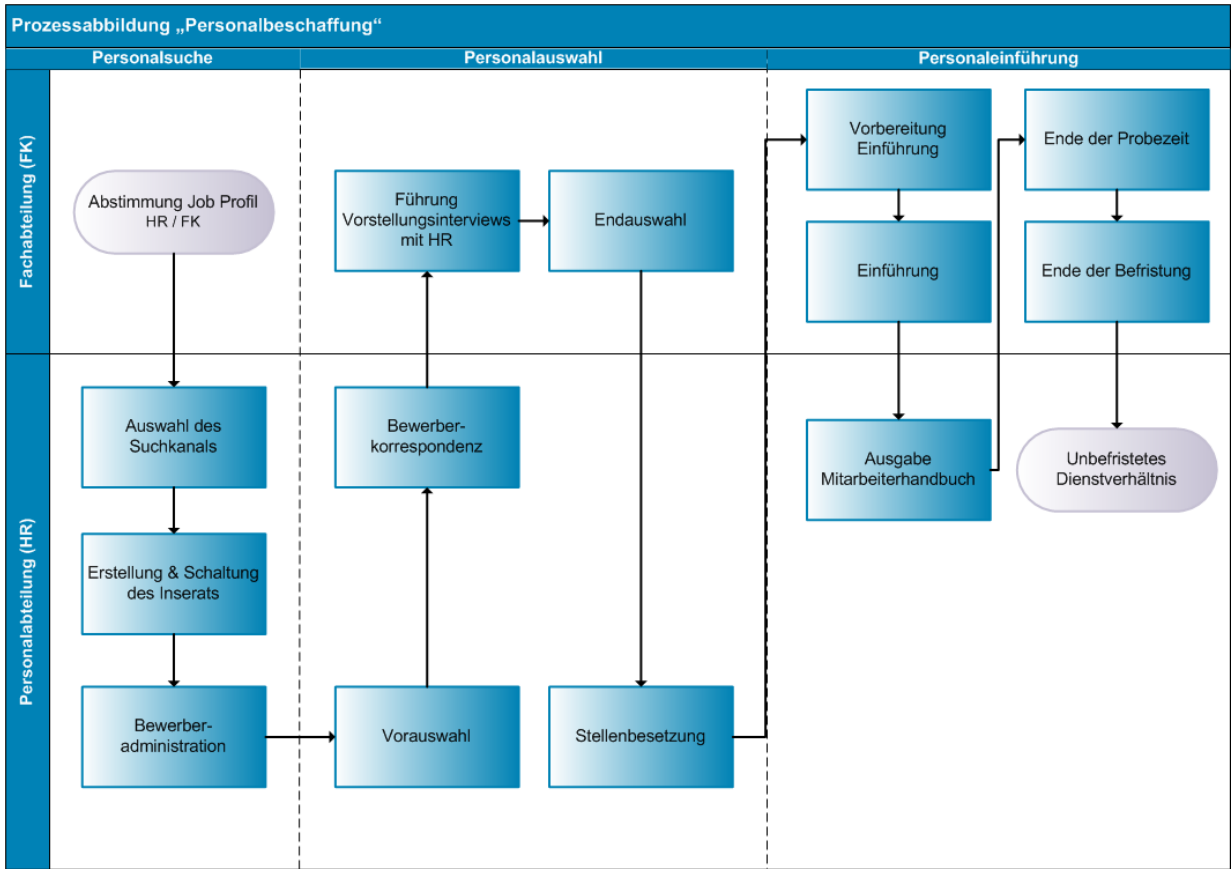 Prozessabbildung „Personalbeschaffung“
Personalsuche
Personalauswahl
Personaleinführung
Fachabteilung (FK)
Abstimmung Job Profil
HR / FK
Führung
Vorstellungsinterviews
mit HR
Endauswahl
Vorbereitung
Einführung
Ende der Probezeit
Einführung
Ende der Befristung
Personalabteilung (HR)
Auswahl des
Suchkanals
Bewerber-
korrespondenz
Ausgabe
Mitarbeiterhandbuch
Unbefristetes
Dienstverhältnis
Erstellung & Schaltung
des Inserats
Bewerber-
administration
Vorauswahl
Stellenbesetzung